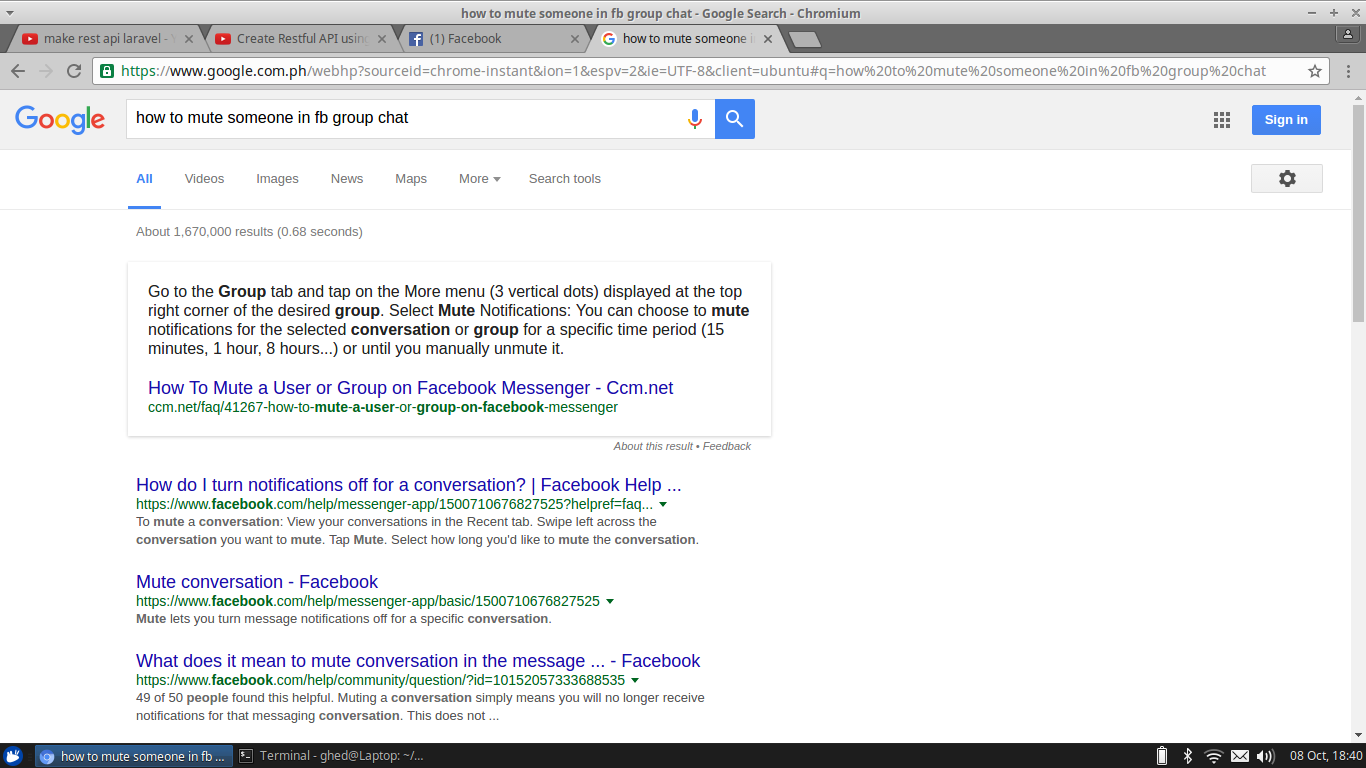 how to mute someone in fb group chat - Google Search - Chromium
make rest api laravel - 
Create Restful API using
(1) Facebook
how to mute someone i
https://www.google.com.ph/webhp?sourceid=chrome-instant&ion=1&espv=2&ie=UTF-8&client=ubuntu#q=how%20to%20mute%20someone%20in%20fb%20group%20chat
Google
how to mute someone in fb group chat
Sign in
All Videos Images News Maps More Search tools
About 1,670,000 results (0.68 seconds)
Go to the Group tab and tap on the More menu (3 vertical dots) displayed at the top
right corner of the desired group. Select Mute Notifications: You can choose to mute
notifications for the selected conversation or group for a specific time period (15
minutes, 1 hour, 8 hours...) or until you manually unmute it.
How To Mute a User or Group on Facebook Messenger - Ccm.net
ccm.net/faq/41267-how-to-mute-a-user-or-group-on-facebook-messenger
About this result • Feedback
How do I turn notifications off for a conversation? | Facebook Help ...
https://www.facebook.com/help/messenger-app/1500710676827525?helpref=faq...
To mute a conversation: View your conversations in the Recent tab. Swipe left across the
conversation you want to mute. Tap Mute. Select how long you'd like to mute the conversation.
Mute conversation - Facebook
https://www.facebook.com/help/messenger-app/basic/1500710676827525
Mute lets you turn message notifications off for a specific conversation.
What does it mean to mute conversation in the message ... - Facebook
https://www.facebook.com/help/community/question/?id=10152057333688535
49 of 50 people found this helpful. Muting a conversation simply means you will no longer receive
notifications for that messaging conversation. This does not ...
how to mute someone in fb ...
Terminal - ghed@Laptop: ~/...
08 Oct, 18:40